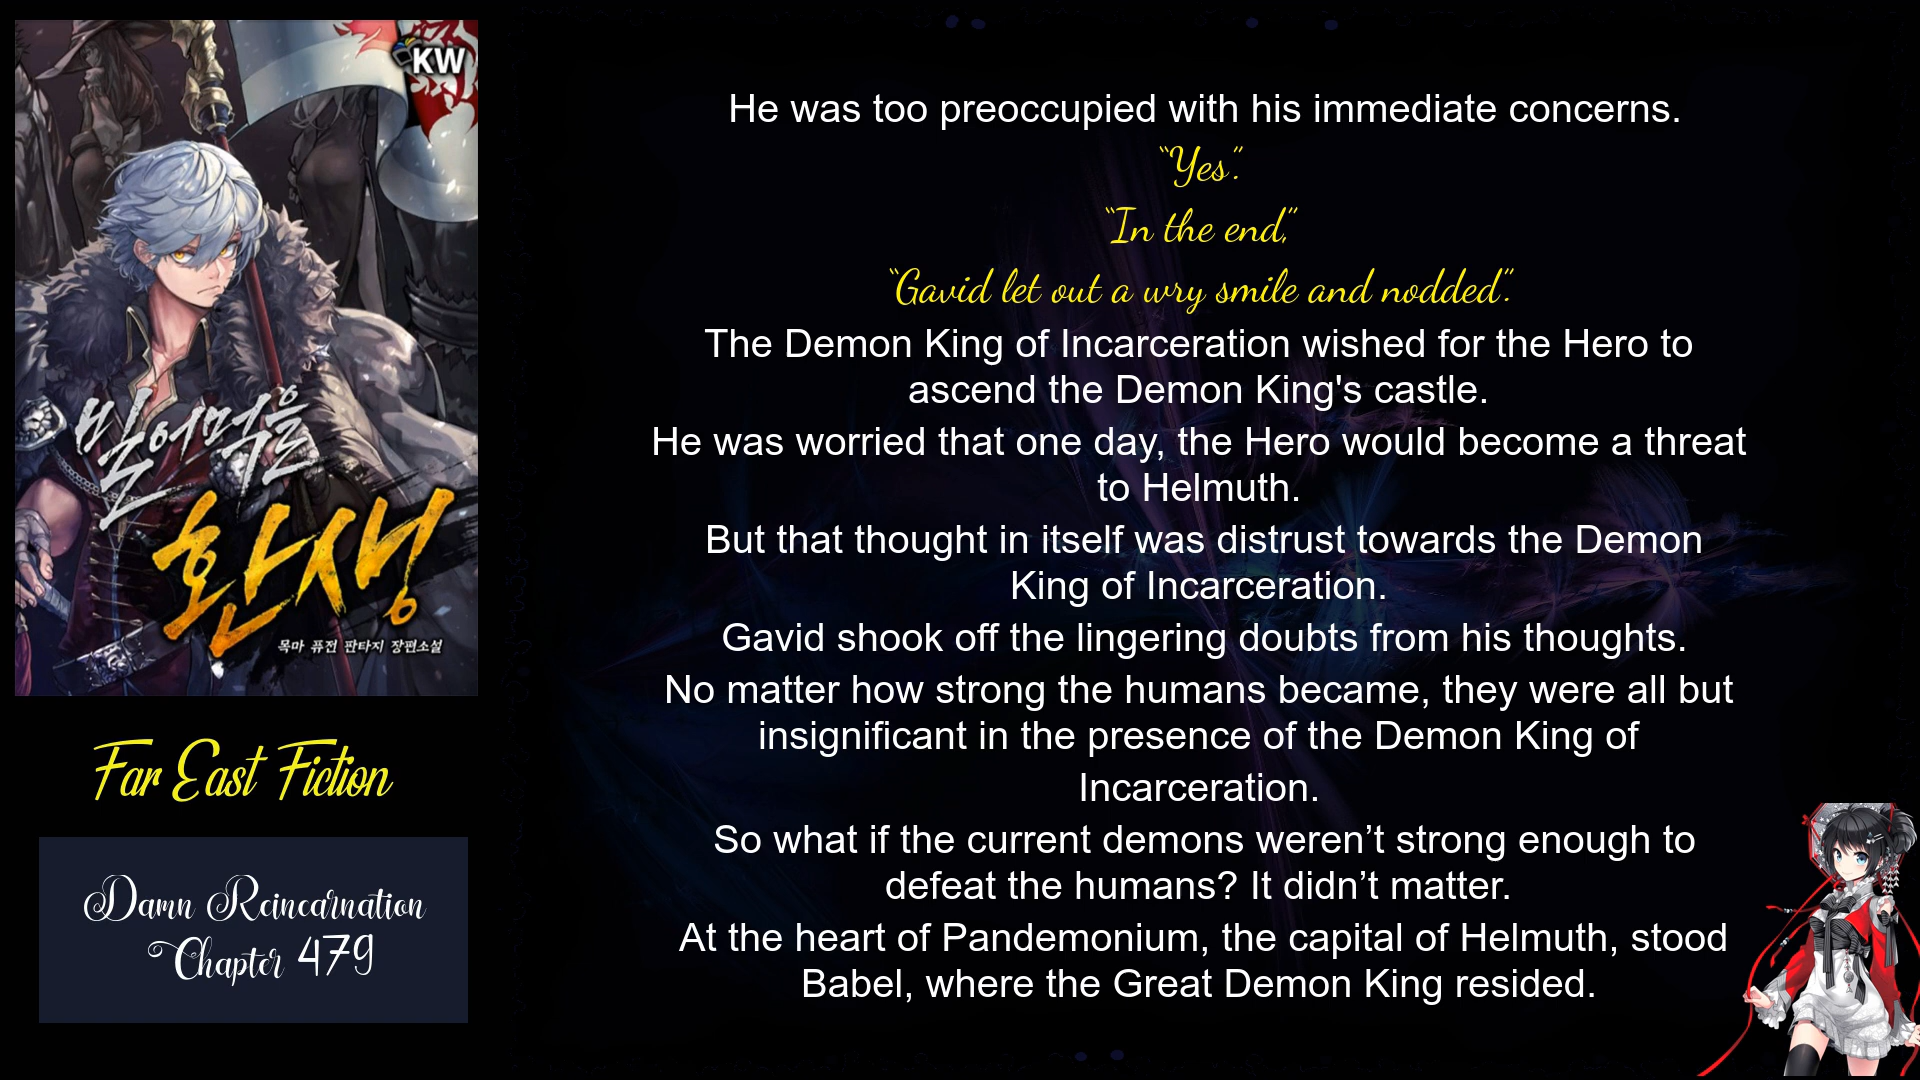 KW
빌어먹을
환생
목마 퓨전 판타지 장편소설
Far East Fiction
Damn Reincarnation
Chapter 479
He was too preoccupied with his immediate concerns.
“Yes”.
“In the end,”
“Gavid let out a wry smile and nodded”.
The Demon King of Incarceration wished for the Hero to
ascend the Demon King's castle.
He was worried that one day, the Hero would become a threat
to Helmuth.
But that thought in itself was distrust towards the Demon
King of Incarceration.
Gavid shook off the lingering doubts from his thoughts.
No matter how strong the humans became, they were all but
insignificant in the presence of the Demon King of
Incarceration.
So what if the current demons weren’t strong enough to
defeat the humans? It didn’t matter.
At the heart of Pandemonium, the capital of Helmuth, stood
Babel, where the Great Demon King resided.